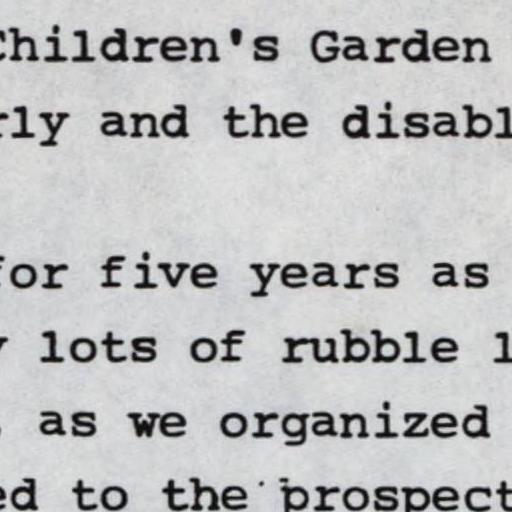 Children's Garden
rly and the disabl
for five years as
y lots of rubble l
, as we organized
ed to the prospect